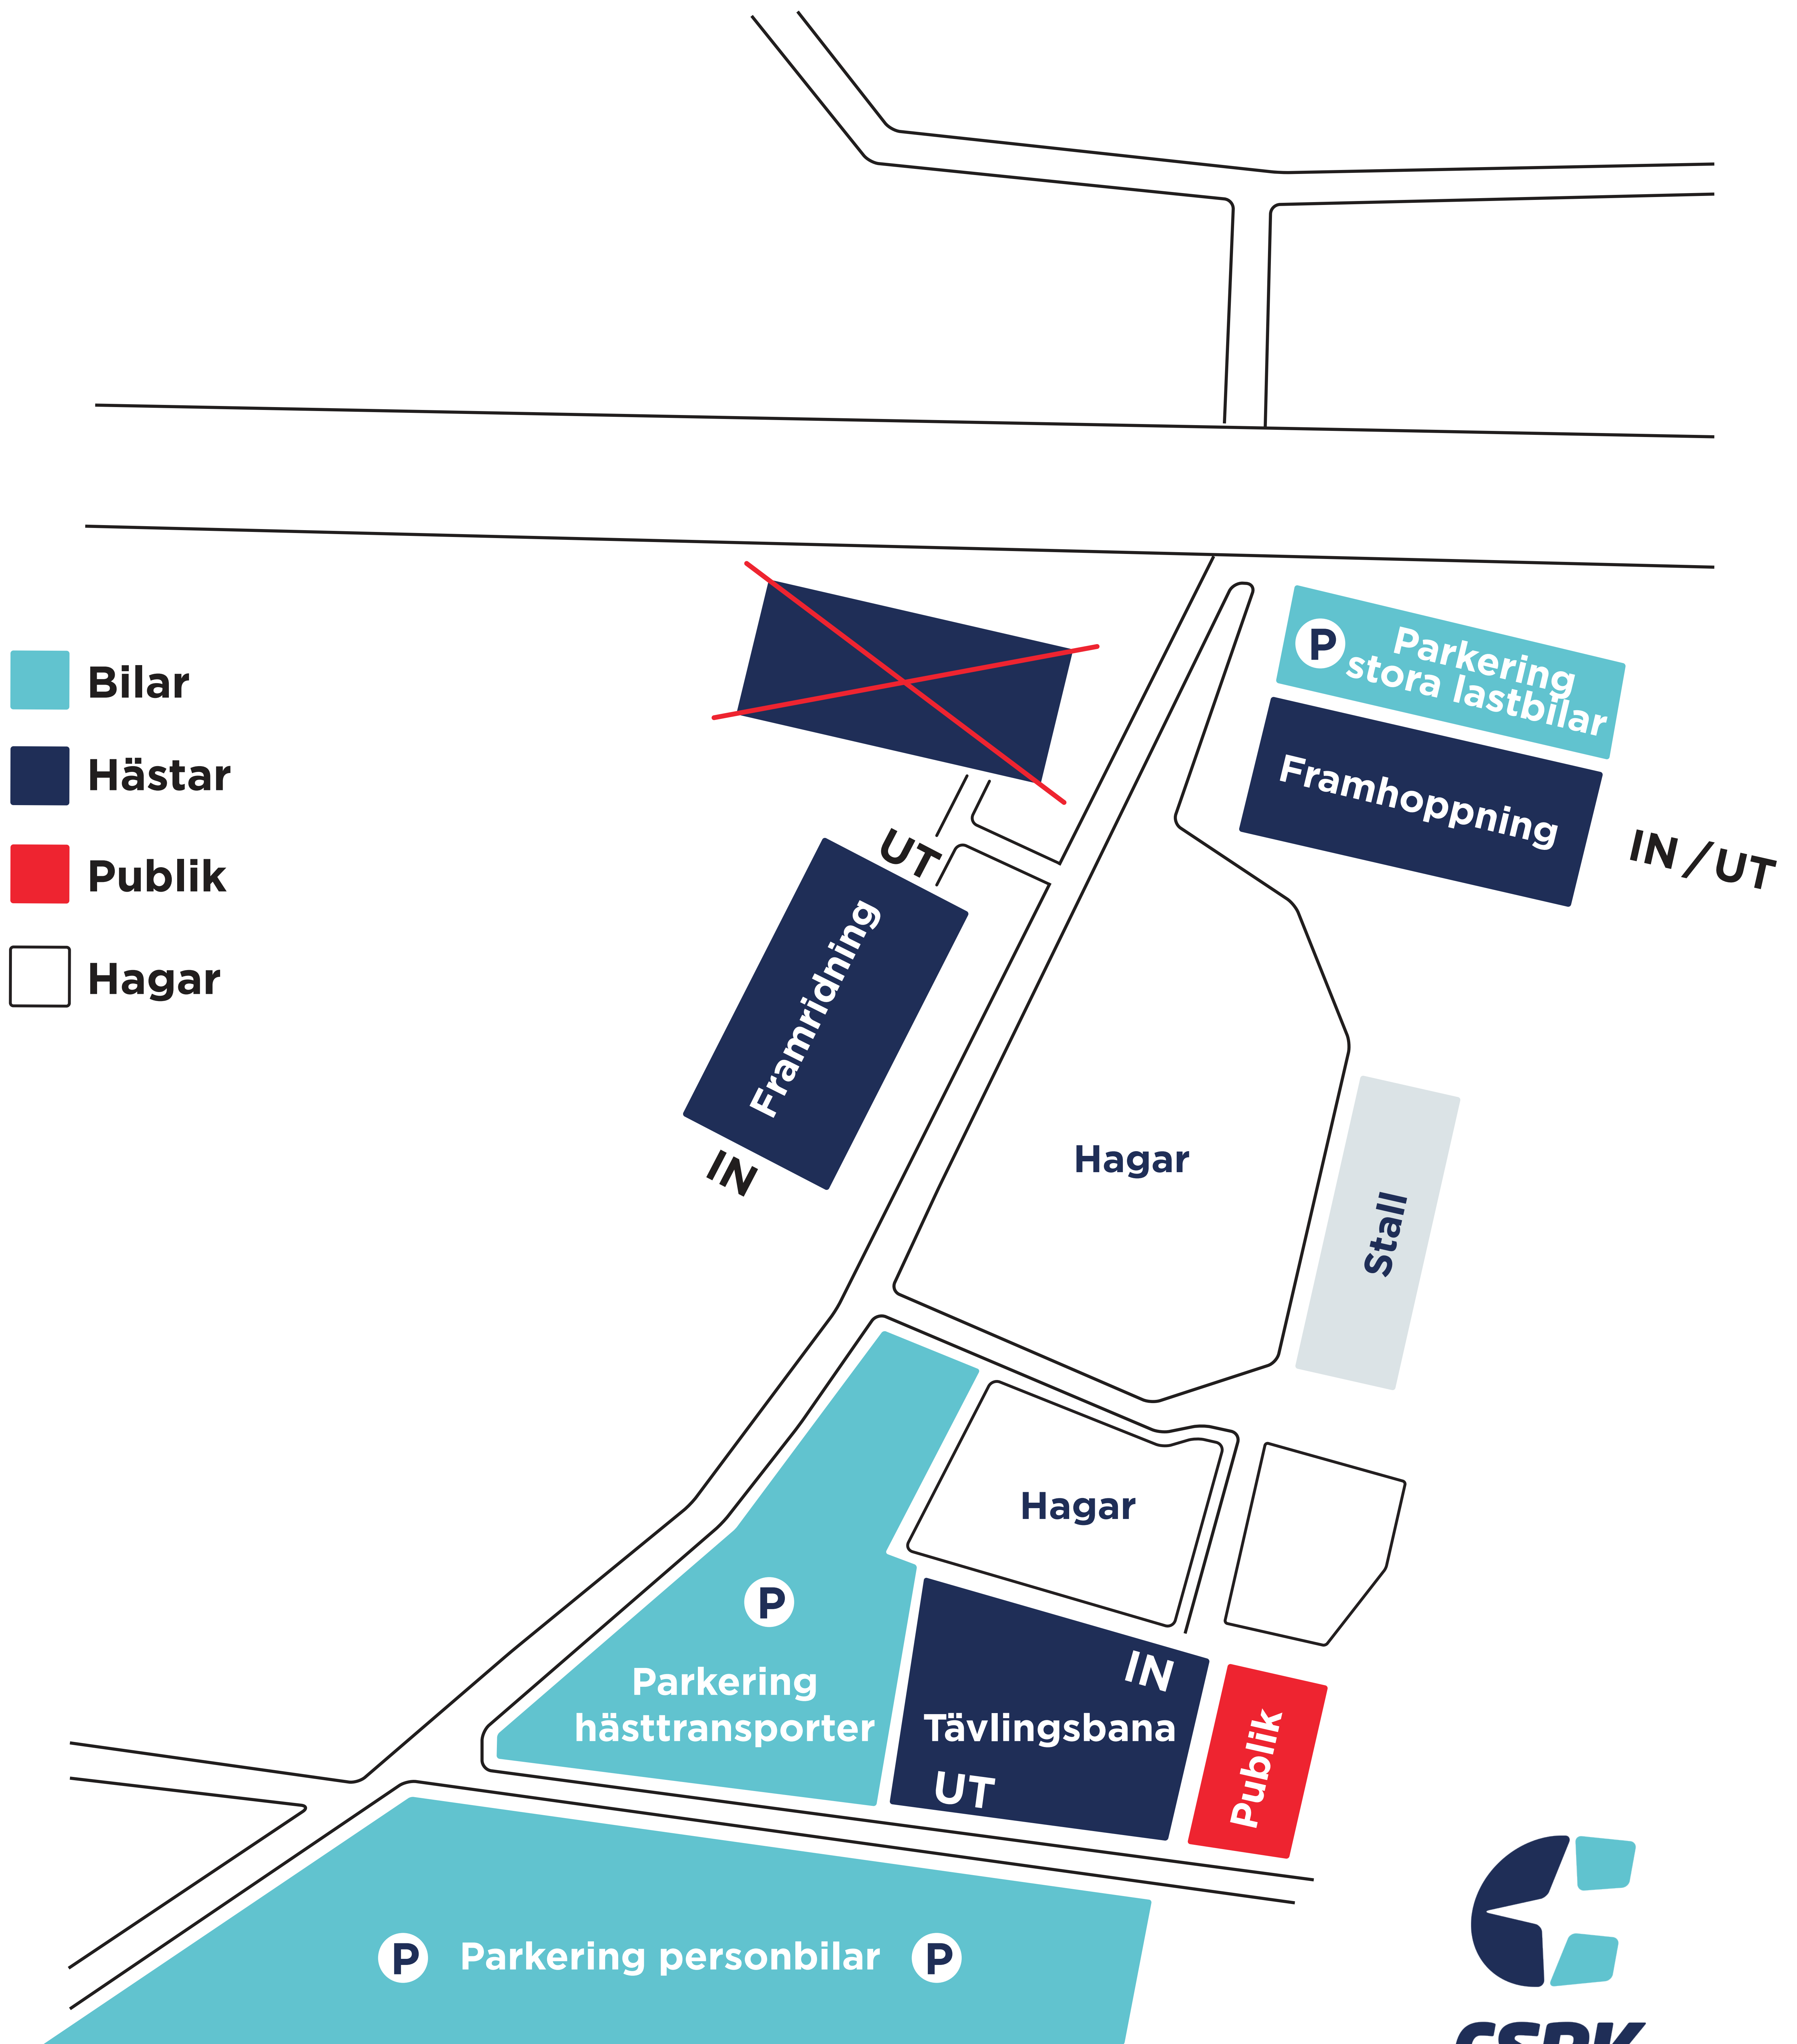 P
Parkering
stora lastbilar
Bilar
Hästar
Publik
Hagar
Framhoppning
IN/UT
UT
Framridning
IN
Hagar
Stall
Hagar
P
Parkering
hästtransporter
IN
Tävlingsbana
UT
Publik
P Parkering personbilar P